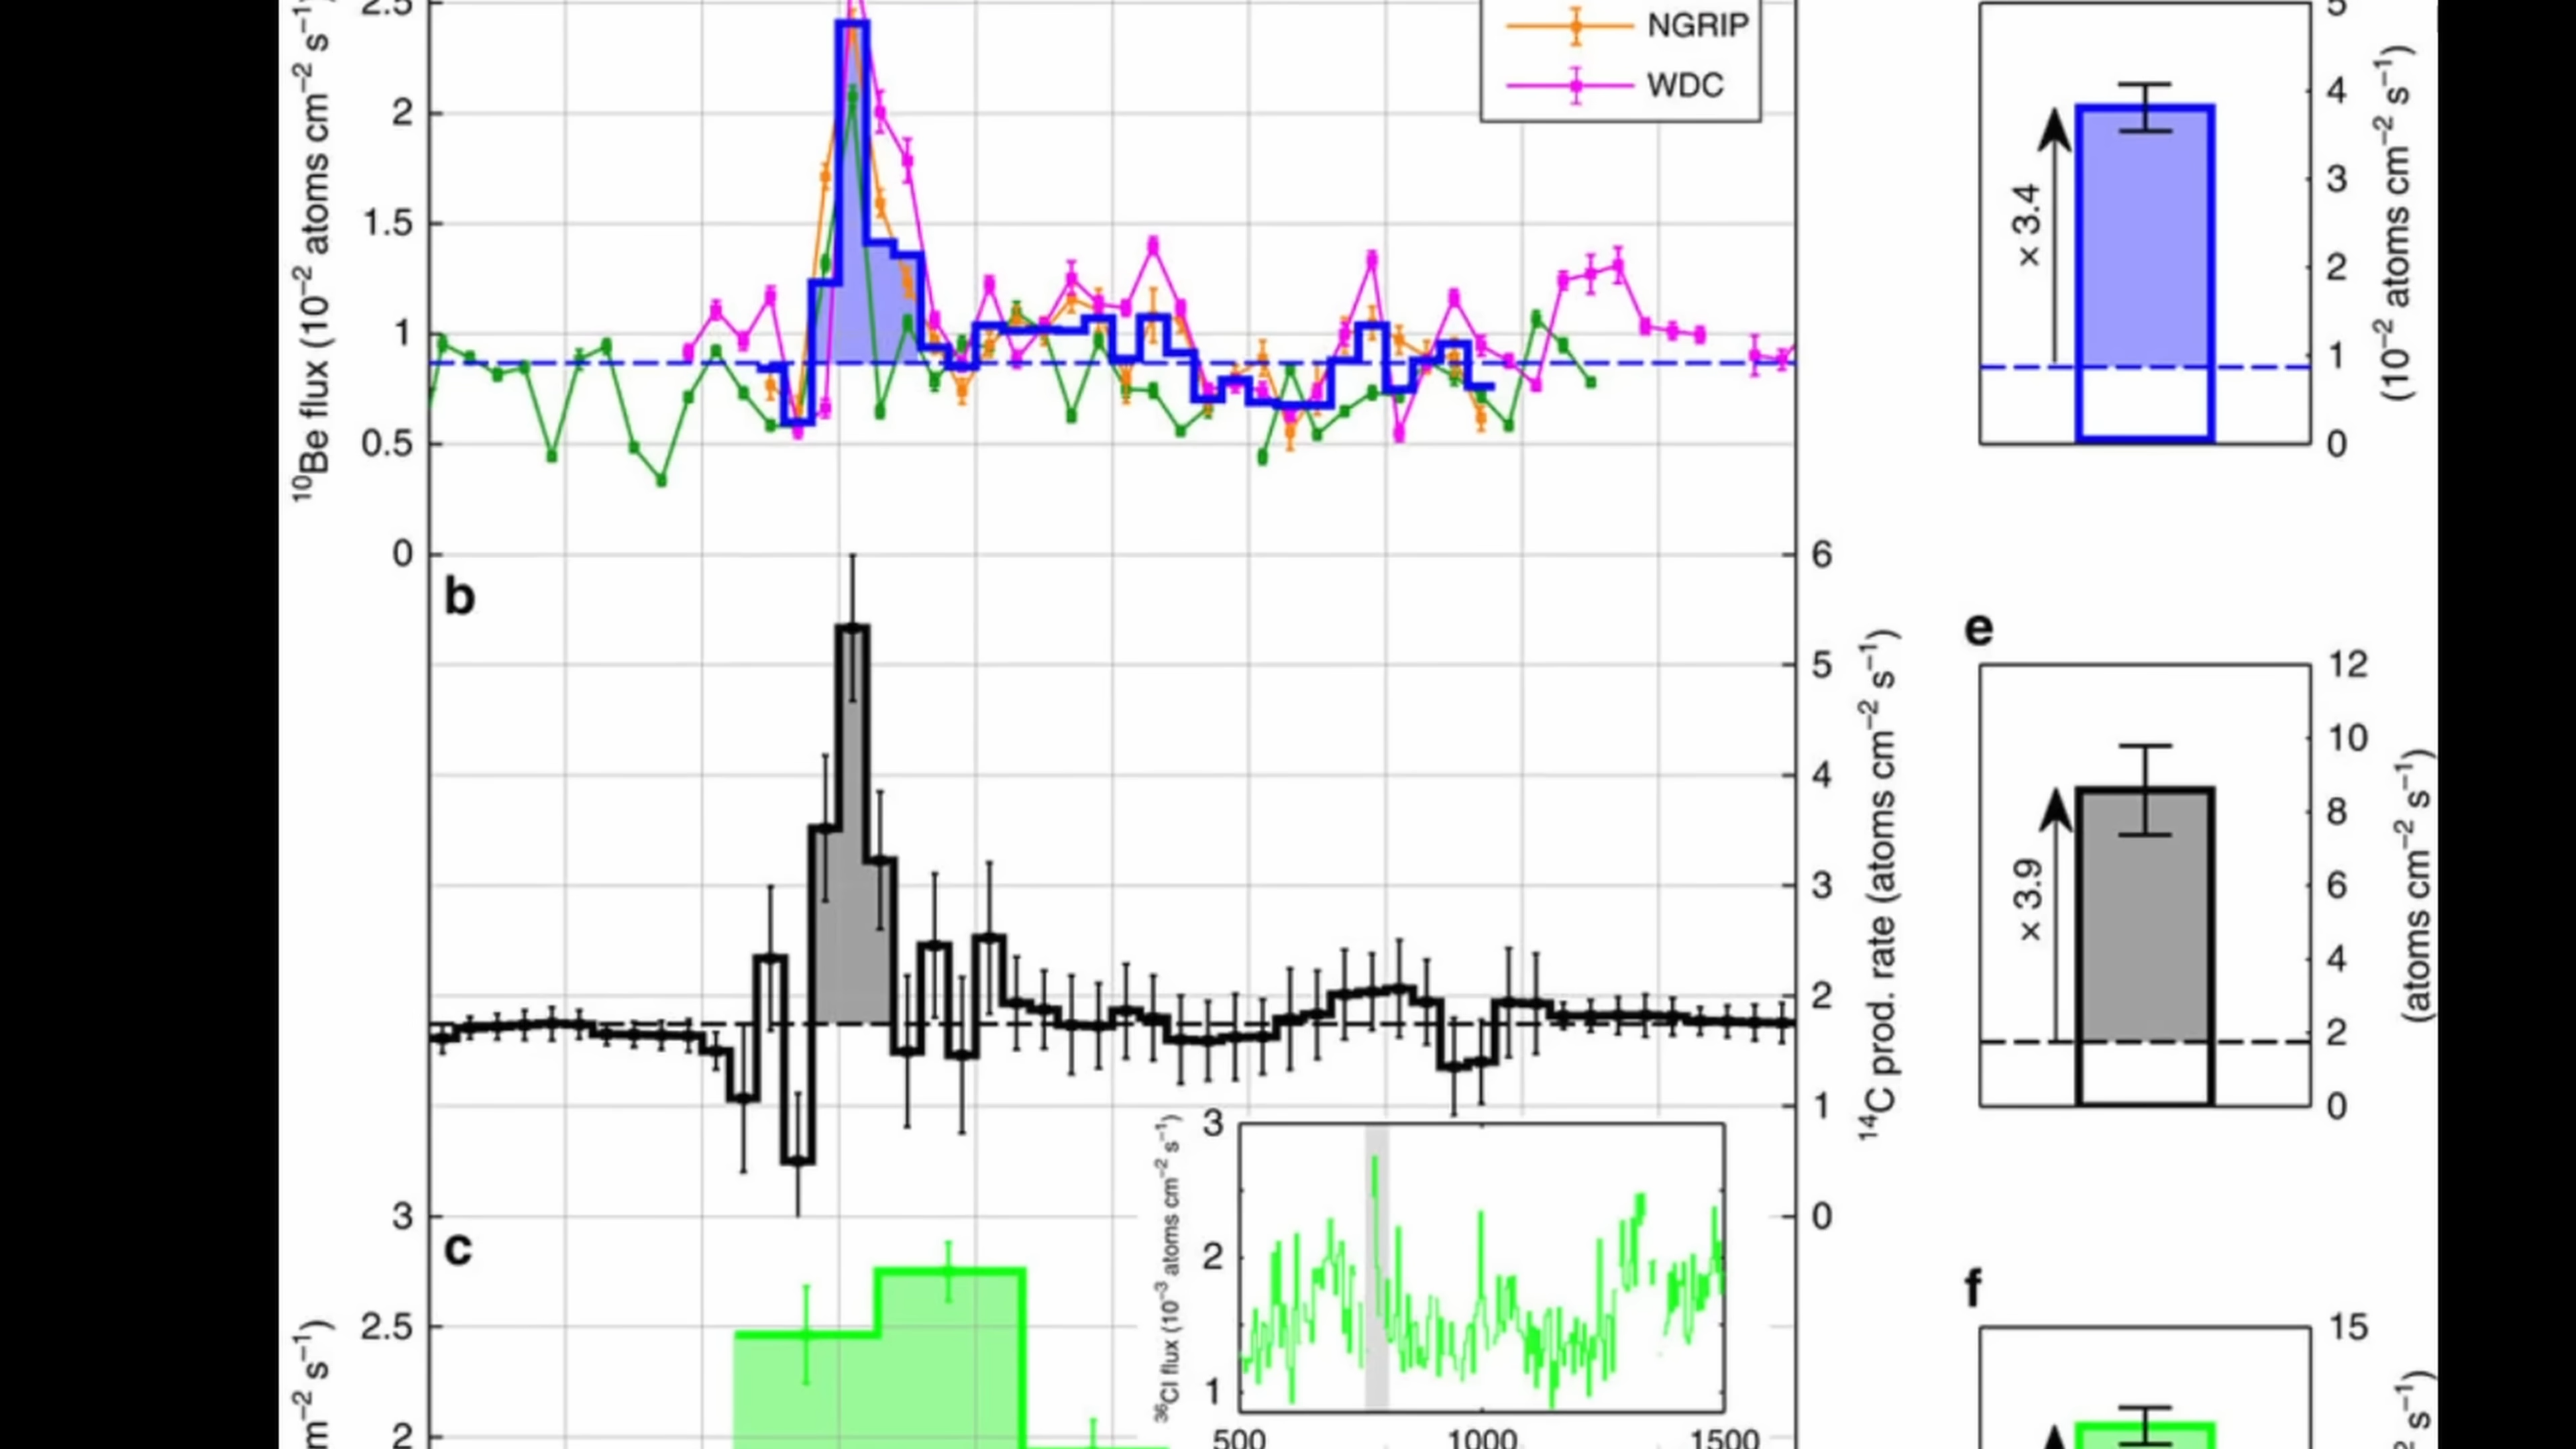 2.5
2
1.5
1
0.5
0
¹⁰Be flux (10⁻² atoms cm⁻² s⁻¹)
NGRIP
WDC
5
4
3
2
1
0
(10⁻² atoms cm⁻² s⁻¹)
× 3.4
b
6
5
4
3
2
1
0
¹⁴C prod. rate (atoms cm⁻² s⁻¹)
e
12
10
8
6
4
2
0
(atoms cm⁻² s⁻¹)
× 3.9
c
3
2.5
2
m⁻² s⁻¹)
³⁶Cl flux (10⁻³ atoms cm⁻² s⁻¹)
3
2
1
500
1000
1500
f
15
s⁻¹)